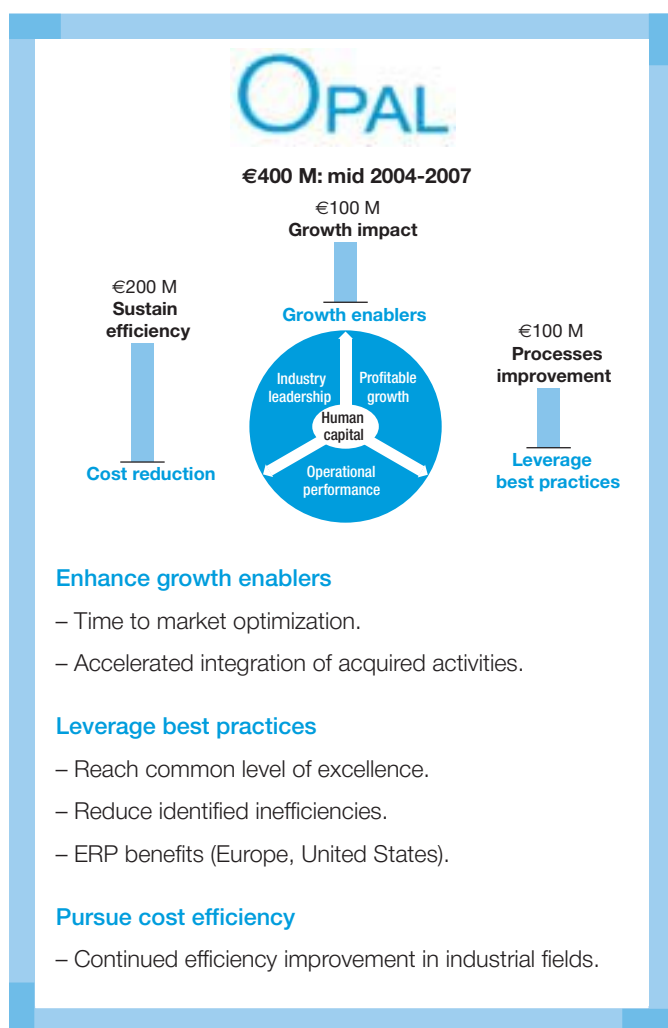 OPAL
€400 M: mid 2004-2007
€100 M
Growth impact
Growth enablers
€200 M
Sustain
efficiency
Cost reduction
€100 M
Processes
improvement
Leverage
best practices
Industry
leadership
Profitable
growth
Human
capital
Operational
performance
Enhance growth enablers
– Time to market optimization.
– Accelerated integration of acquired activities.
Leverage best practices
– Reach common level of excellence.
– Reduce identified inefficiencies.
– ERP benefits (Europe, United States).
Pursue cost efficiency
– Continued efficiency improvement in industrial fields.